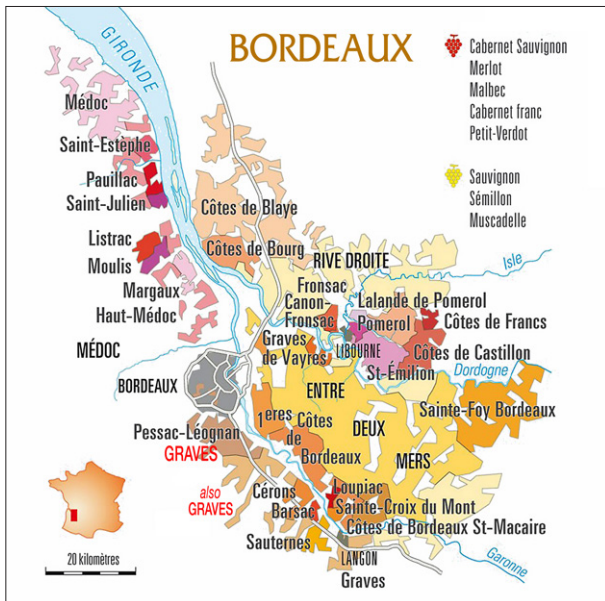 BORDEAUX
GIRONDE
Cabernet Sauvignon
Merlot
Malbec
Cabernet franc
Petit-Verdot
Sauvignon
Sémillon
Muscadelle
Médoc
Saint-Estèphe
Pauillac
Saint-Julien
Listrac
Moulis
Margaux
Haut-Médoc
MÉDOC
Côtes de Blaye
Côtes de Bourg
RIVE DROITE
Isle
Fronsac
Canon-
Fronsac
Lalande de Pomerol
Pomerol
Côtes de Francs
Graves
de Vayres
LIBOURNE
Côtes de Castillon
St-Émilion
Dordogne
BORDEAUX
ENTRE
DEUX
MERS
Sainte-Foy Bordeaux
1eres Côtes
de
Bordeaux
Pessac-Léognan
GRAVES
also
GRAVES
Cérons
Barsac
Loupiac
Sainte-Croix du Mont
Côtes de Bordeaux St-Macaire
Sauternes
LANGON
Graves
Garonne
20 kilomètres